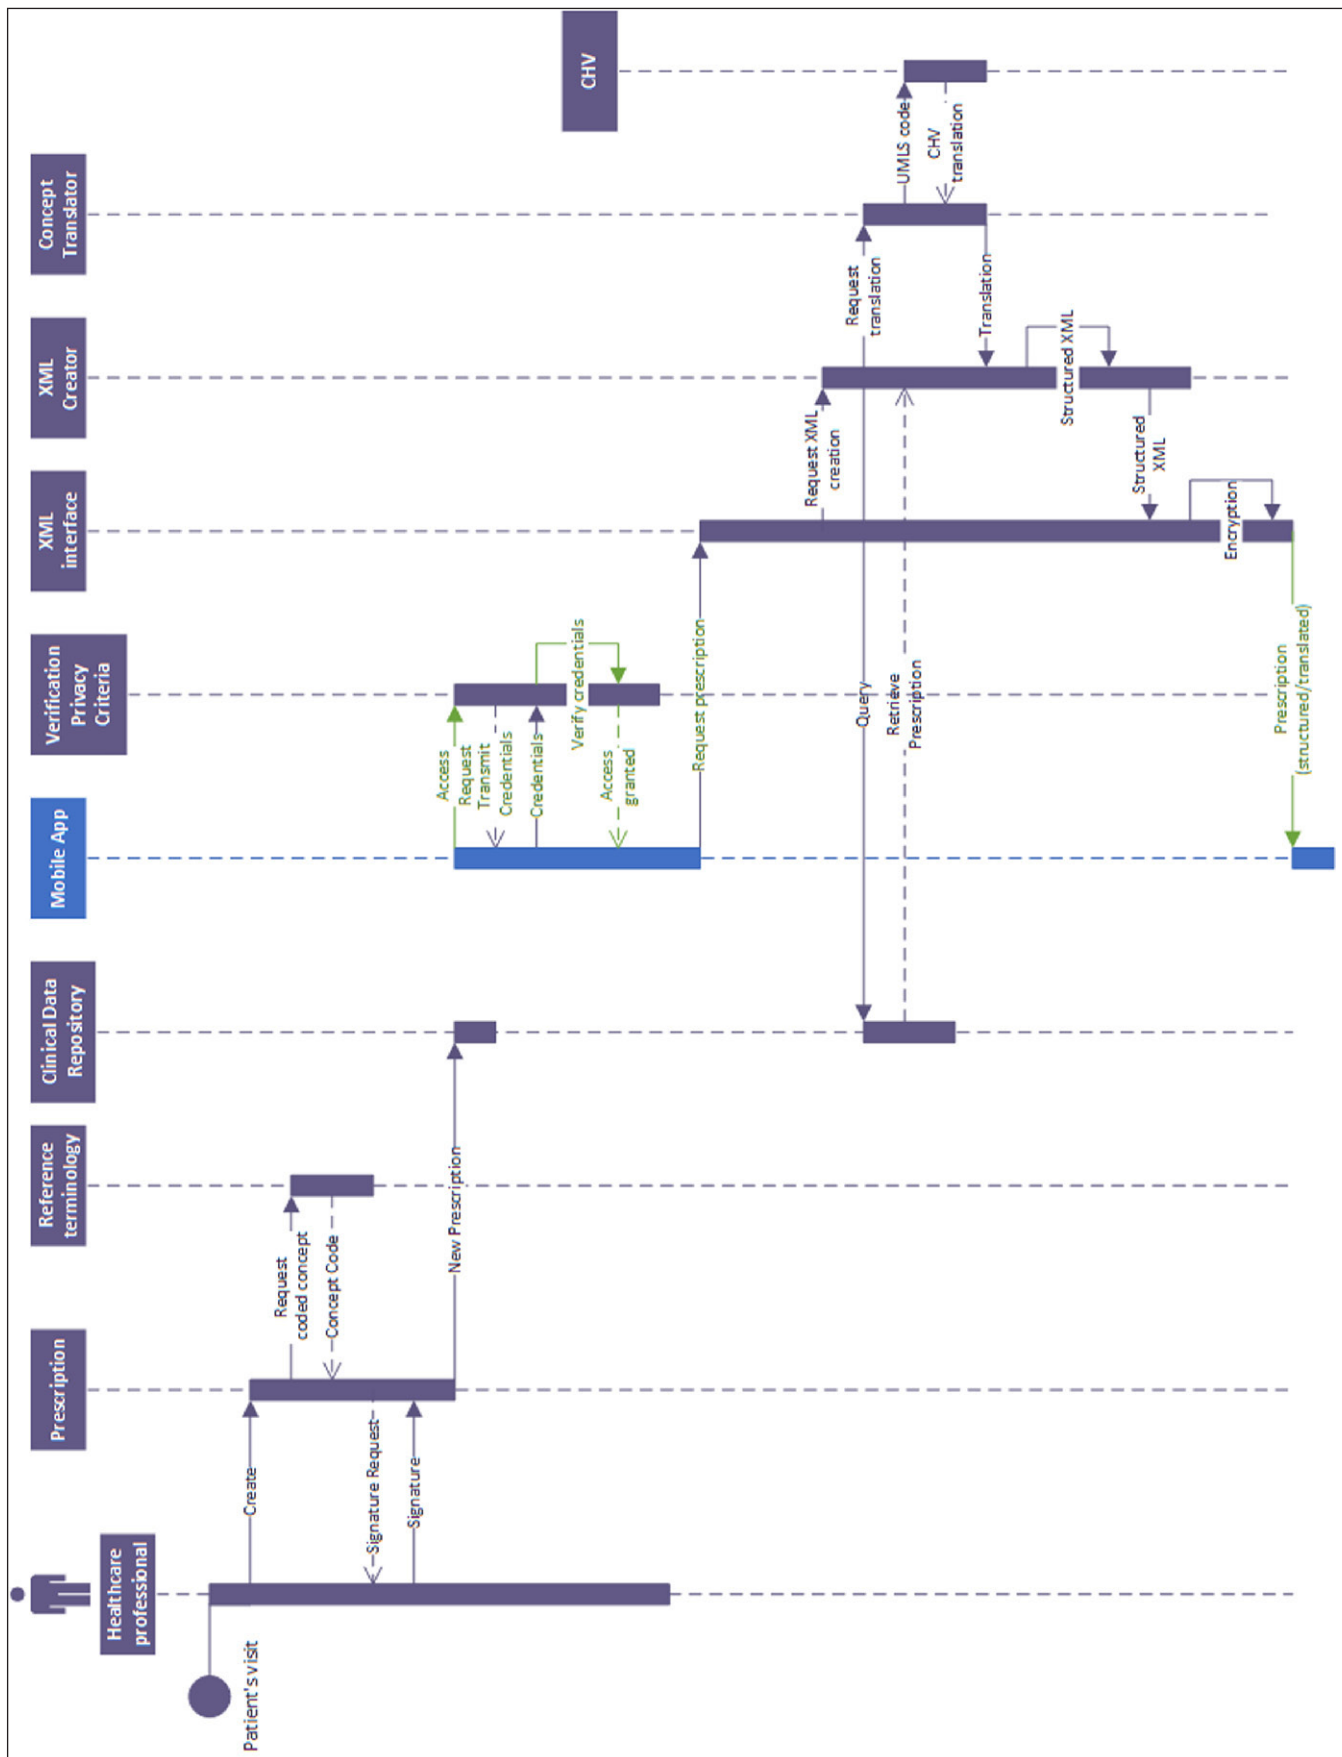 Healthcare
professional
Prescription
Reference
terminology
Clinical Data
Repository
Mobile App
Verification
Privacy
Criteria
XML
interface
XML
Creator
Concept
Translator
CHV
Patient's visit
Create
Request
coded concept
Concept Code
Signature Request
Signature
New Prescription
Access
Request
Transmit
Credentials
Credentials
Verify credentials
Access
granted
Request prescription
Request XML
creation
Query
Request
translation
Retrieve
Prescription
UMLS code
CHV
translation
Translation
Structured XML
Structured
XML
Encryption
Prescription
(structured/translated)